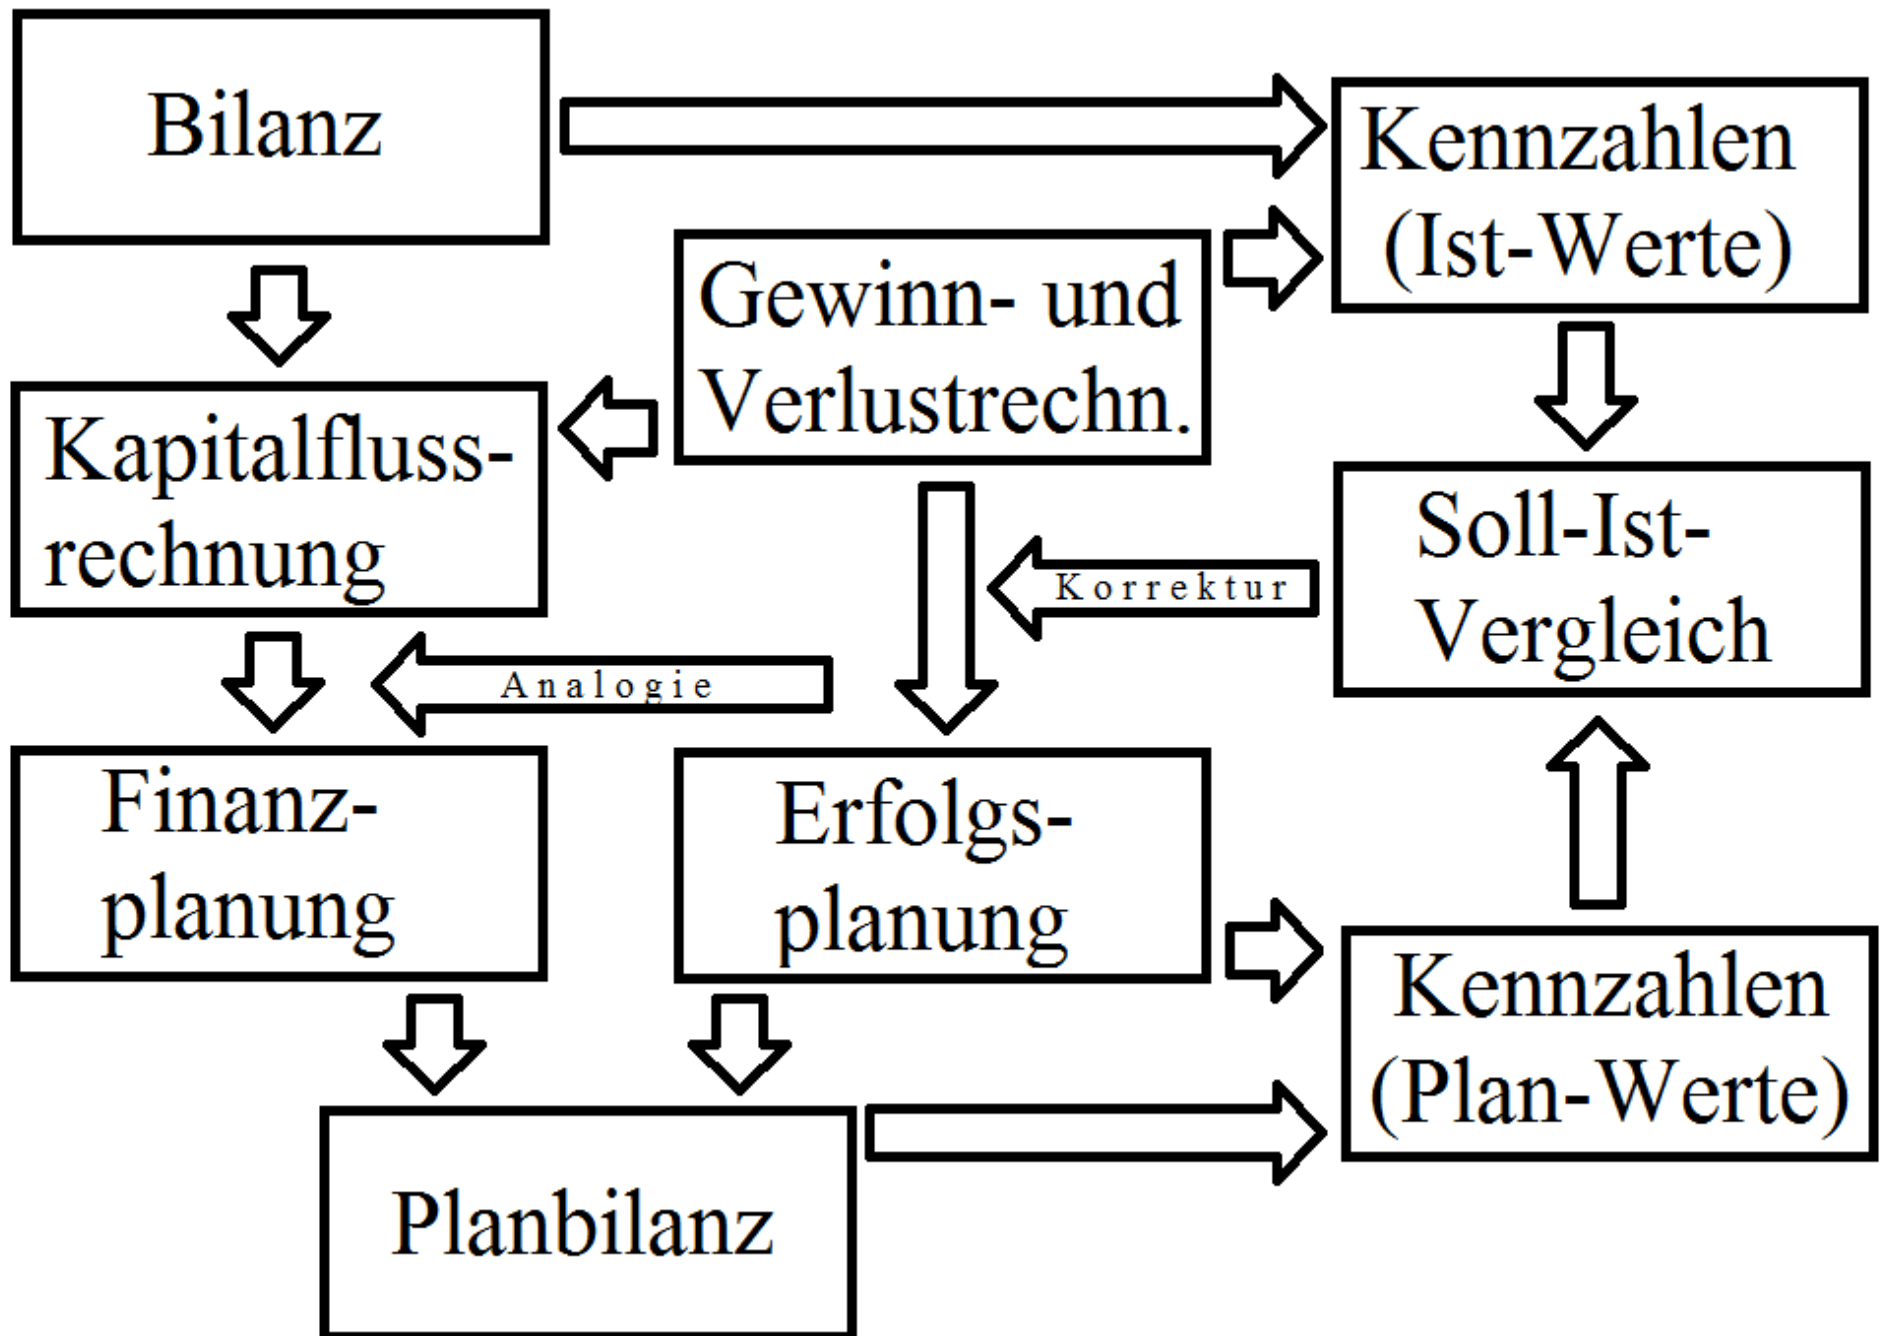 Bilanz
Kennzahlen
(Ist-Werte)
Gewinn- und
Verlustrechn.
Kapitalfluss-
rechnung
Soll-Ist-
Vergleich
Korrektur
Analogie
Finanz-
planung
Erfolgs-
planung
Kennzahlen
(Plan-Werte)
Planbilanz